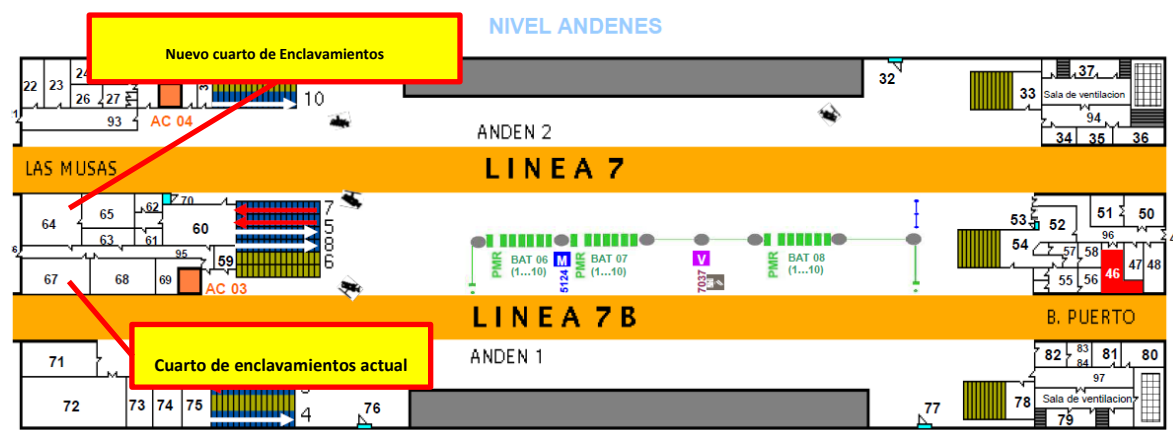 NIVEL ANDENES
Nuevo cuarto de Enclavamientos
22 23 24
26 27
93
AC 04
10
32
33
37
Sala de ventilacion
94
34 35 36
ANDEN 2
LAS MUSAS
LINEA 7
64
65
62
70
63
61
60
95
59
67
68
69
AC 03
7
5
8
6
PMR
BAT 06
(1...10)
M
5124
PMR
BAT 07
(1...10)
V
7037
PMR
BAT 08
(1...10)
53
52
51
50
54
96
57
58
55
56
46
47
48
LINEA 7B
B. PUERTO
ANDEN 1
Cuarto de enclavamientos actual
71
72
73 74 75
4
76
77
78
82
83
84
81
80
97
Sala de ventilacion
79